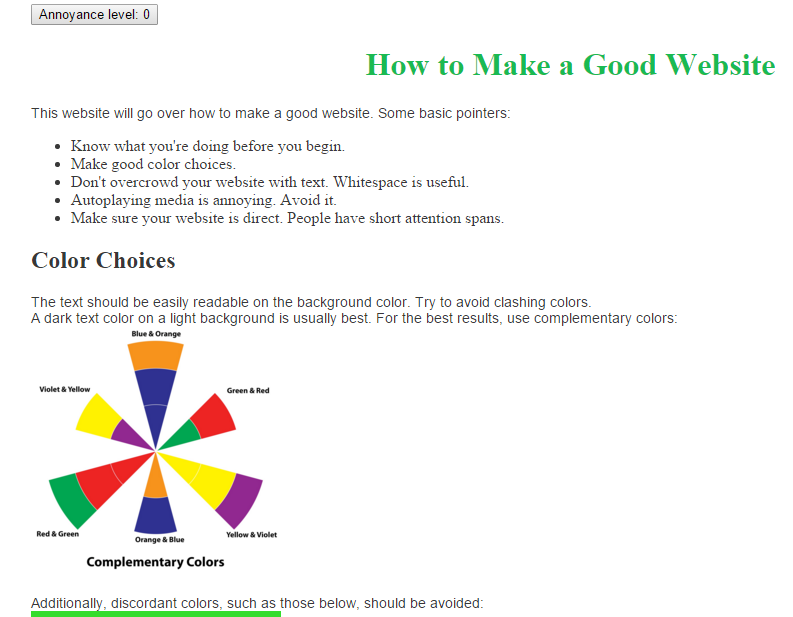 Annoyance level: 0
How to Make a Good Website
This website will go over how to make a good website. Some basic pointers:
Know what you're doing before you begin.
Make good color choices.
Don't overcrowd your website with text. Whitespace is useful.
Autoplaying media is annoying. Avoid it.
Make sure your website is direct. People have short attention spans.
Color Choices
The text should be easily readable on the background color. Try to avoid clashing colors.
A dark text color on a light background is usually best. For the best results, use complementary colors:
Blue & Orange
Violet & Yellow
Green & Red
Red & Green
Orange & Blue
Yellow & Violet
Complementary Colors
Additionally, discordant colors, such as those below, should be avoided: